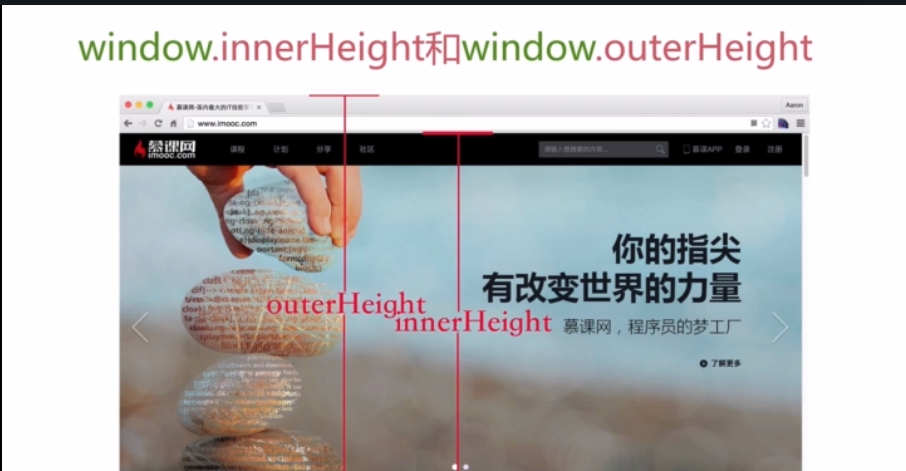 window.innerHeight和window.outerHeight
慕课网-国内最大的IT技能学
Aaron
www.imooc.com
慕课网
imooc.com
课程
计划
分享
社区
请输入想搜索的内容...
慕课APP
登录
注册
你的指尖
有改变世界的力量
outerHeight
innerHeight
慕课网，程序员的梦工厂
了解更多